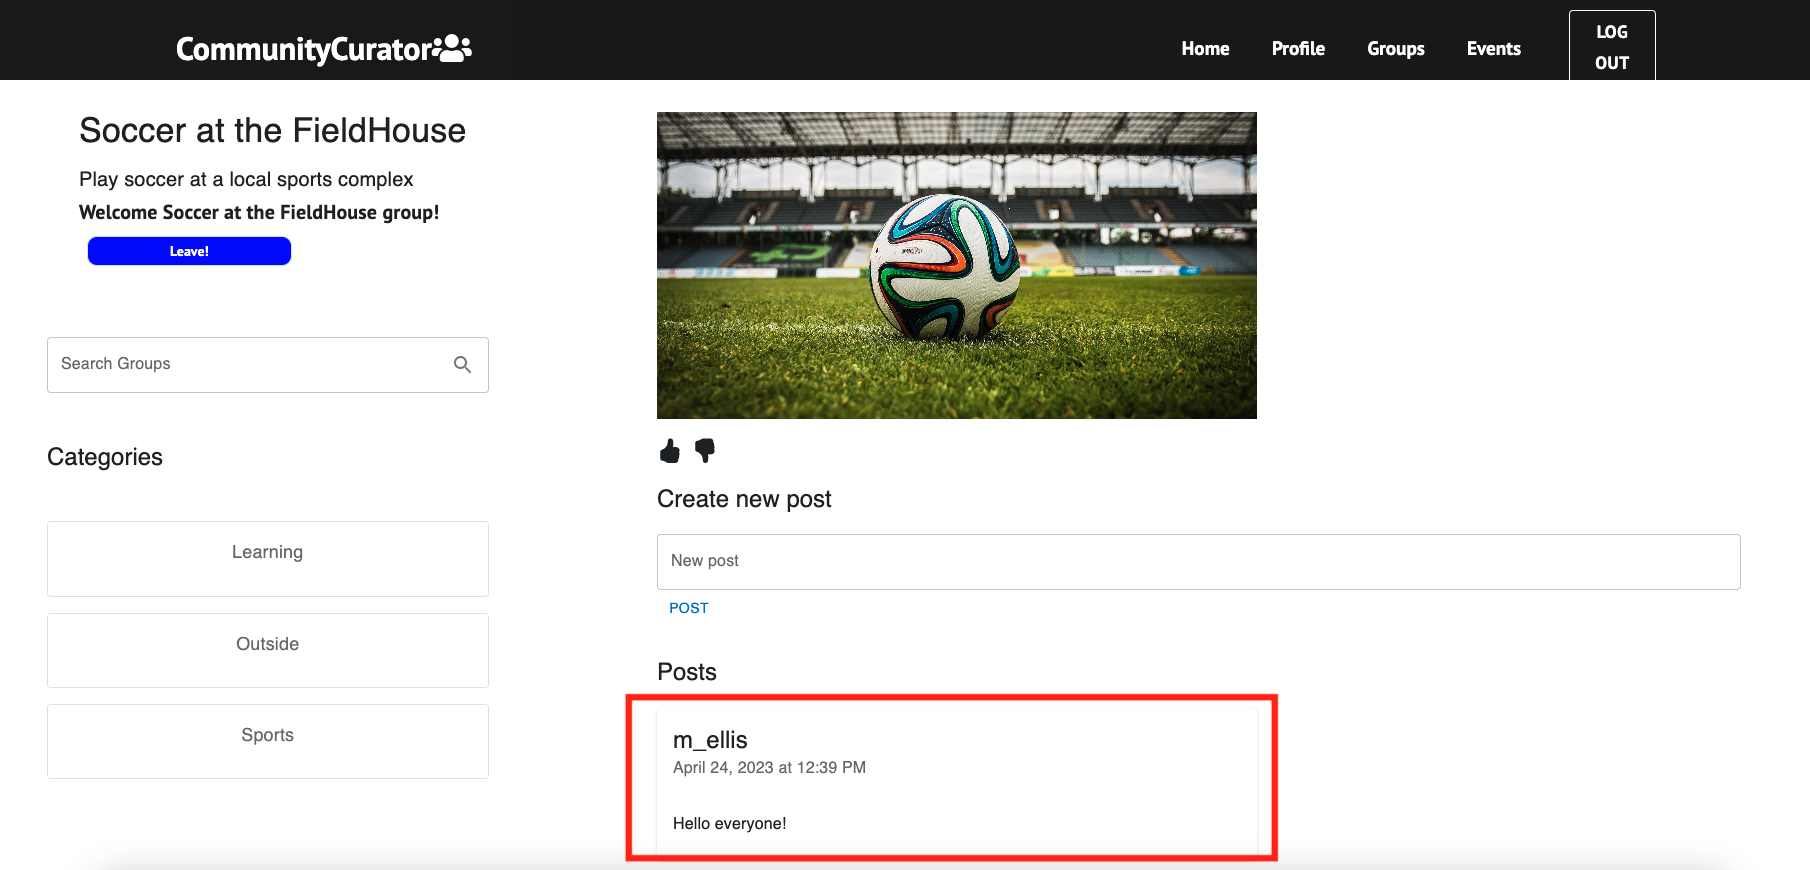 CommunityCurator
Home Profile Groups Events LOG OUT
Soccer at the FieldHouse
Play soccer at a local sports complex
Welcome Soccer at the FieldHouse group!
Leave!
Search Groups
Categories
Learning
Outside
Sports
Create new post
New post
POST
Posts
m_ellis
April 24, 2023 at 12:39 PM
Hello everyone!